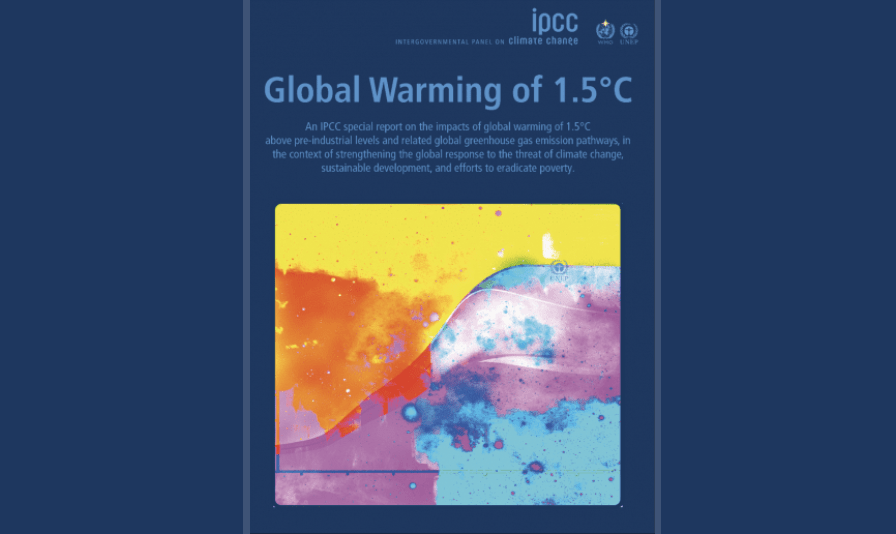 ipcc
INTERGOVERNMENTAL PANEL ON climate change
WMO UNEP
Global Warming of 1.5°C
An IPCC special report on the impacts of global warming of 1.5°C
above pre-industrial levels and related global greenhouse gas emission pathways, in
the context of strengthening the global response to the threat of climate change,
sustainable development, and efforts to eradicate poverty.
UNEP